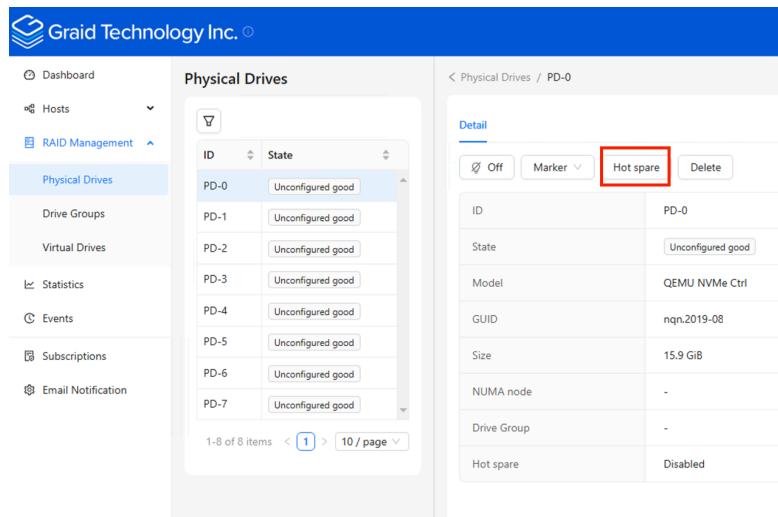 Graid Technology Inc.
Dashboard
Hosts
RAID Management
Physical Drives
Drive Groups
Virtual Drives
Statistics
Events
Subscriptions
Email Notification
Physical Drives
ID State
PD-0 Unconfigured good
PD-1 Unconfigured good
PD-2 Unconfigured good
PD-3 Unconfigured good
PD-4 Unconfigured good
PD-5 Unconfigured good
PD-6 Unconfigured good
PD-7 Unconfigured good
1-8 of 8 items < 1 > 10 / page
< Physical Drives / PD-0
Detail
Off Marker Hot spare Delete
ID PD-0
State Unconfigured good
Model QEMU NVMe Ctrl
GUID nqn.2019-08
Size 15.9 GiB
NUMA node -
Drive Group -
Hot spare Disabled